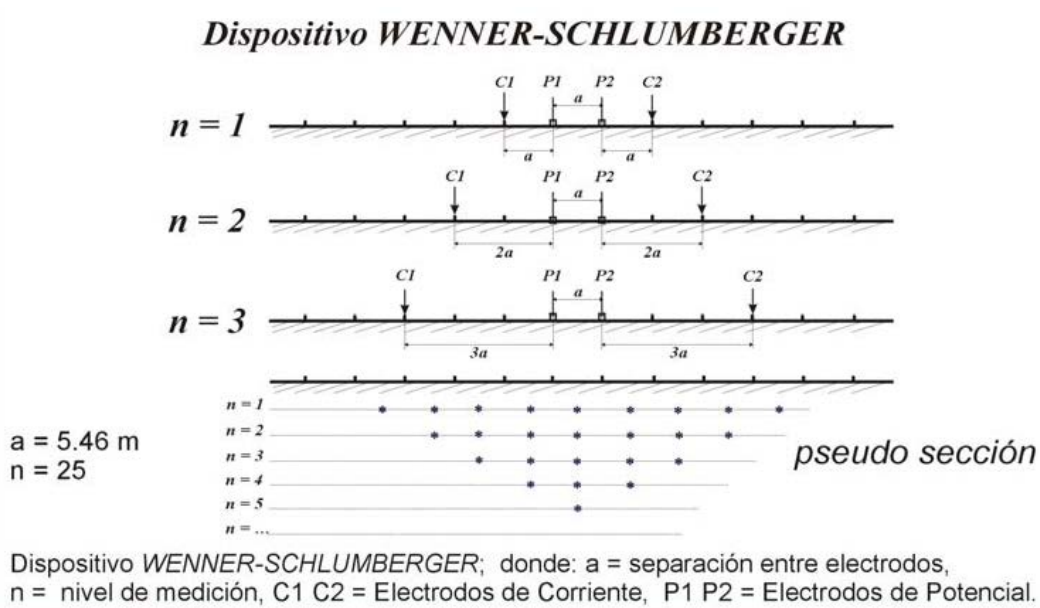 Dispositivo WENNER-SCHLUMBERGER
C1 P1 P2 C2
a
n = 1
a a
C1 P1 P2 C2
a
n = 2
2a 2a
C1 P1 P2 C2
a
n = 3
3a 3a
n = 1
n = 2
n = 3
n = 4
n = 5
n = ...
a = 5.46 m
n = 25
pseudo sección
Dispositivo WENNER-SCHLUMBERGER; donde: a = separación entre electrodos,
n = nivel de medición, C1 C2 = Electrodos de Corriente, P1 P2 = Electrodos de Potencial.